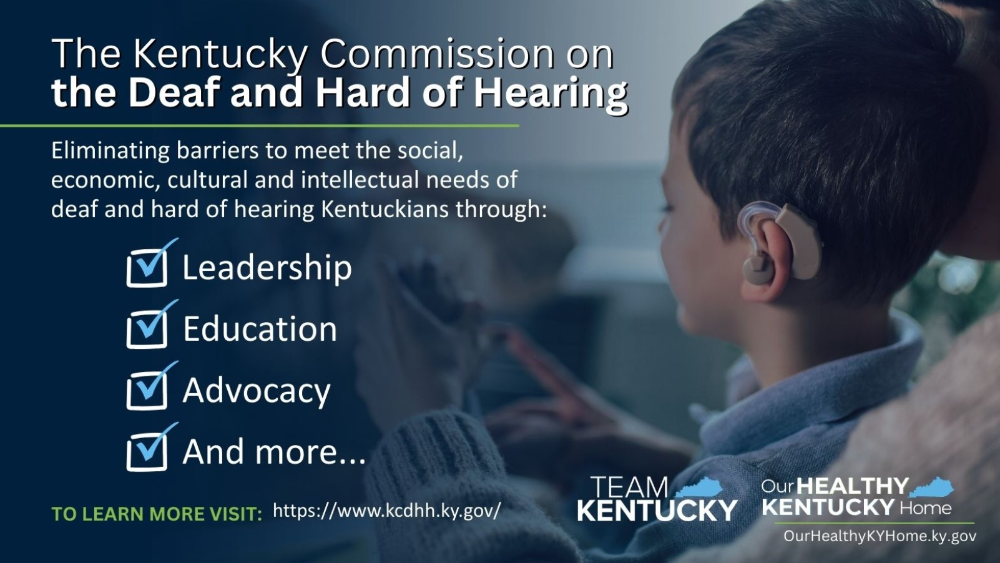 The Kentucky Commission on
the Deaf and Hard of Hearing
Eliminating barriers to meet the social,
economic, cultural and intellectual needs of
deaf and hard of hearing Kentuckians through:
Leadership
Education
Advocacy
And more...
TO LEARN MORE VISIT: https://www.kcdhh.ky.gov/
TEAM
KENTUCKY
Our HEALTHY
KENTUCKY Home
OurHealthyKYHome.ky.gov